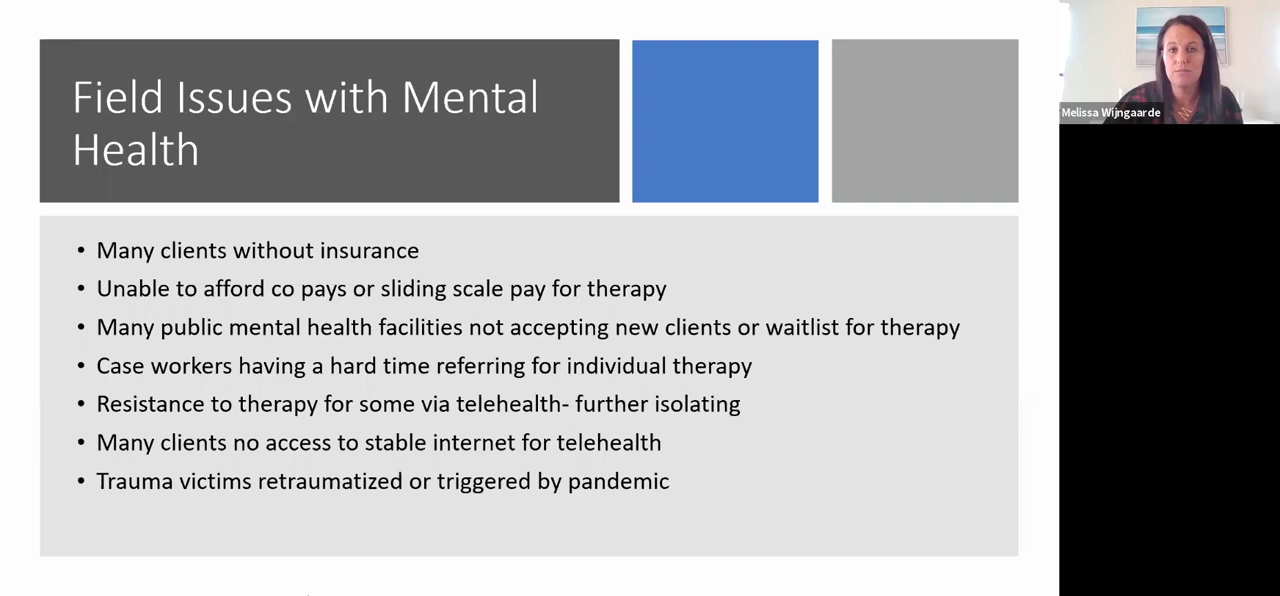 Field Issues with Mental
Health
• Many clients without insurance
• Unable to afford co pays or sliding scale pay for therapy
• Many public mental health facilities not accepting new clients or waitlist for therapy
• Case workers having a hard time referring for individual therapy
• Resistance to therapy for some via telehealth- further isolating
• Many clients no access to stable internet for telehealth
• Trauma victims retraumatized or triggered by pandemic
Melissa Wijngaarde